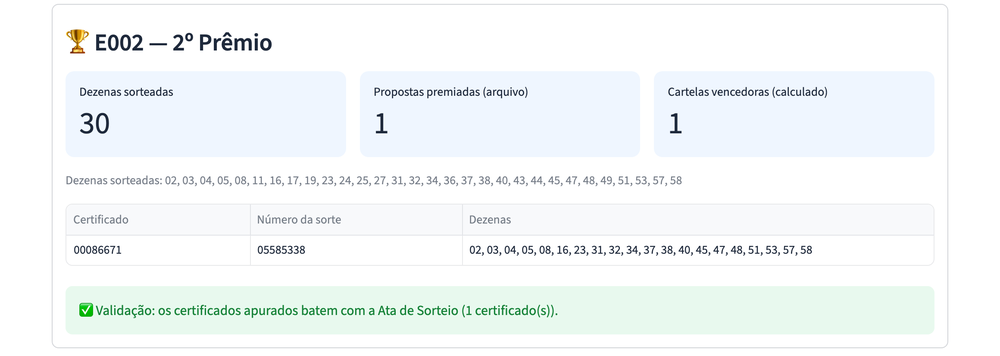 🏆 E002 — 2º Prêmio
Dezenas sorteadas
30
Propostas premiadas (arquivo)
1
Cartelas vencedoras (calculado)
1
Dezenas sorteadas: 02, 03, 04, 05, 08, 11, 16, 17, 19, 23, 24, 25, 27, 31, 32, 34, 36, 37, 38, 40, 43, 44, 45, 47, 48, 49, 51, 53, 57, 58
Certificado Número da sorte Dezenas
00086671 05585338 02, 03, 04, 05, 08, 16, 23, 31, 32, 34, 37, 38, 40, 45, 47, 48, 51, 53, 57, 58
✅ Validação: os certificados apurados batem com a Ata de Sorteio (1 certificado(s)).